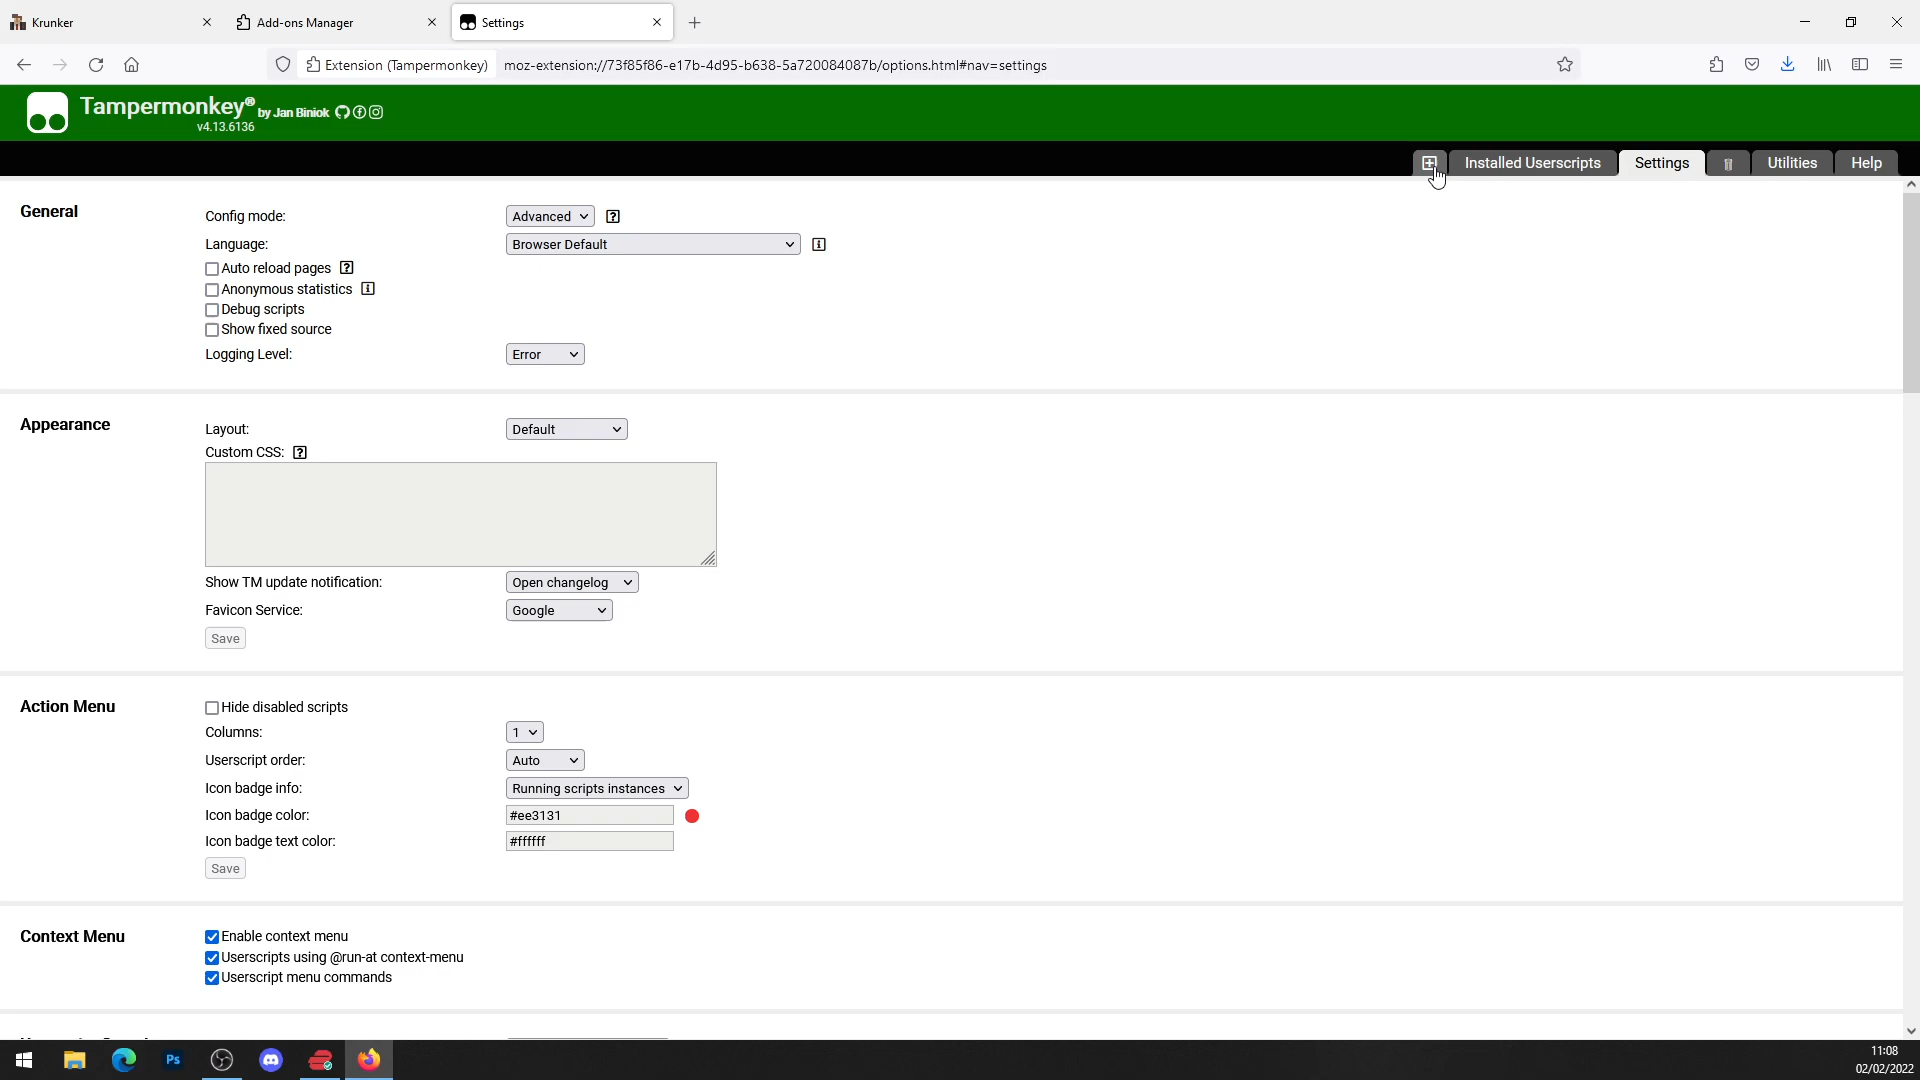 Krunker
Add-ons Manager
Settings
Extension (Tampermonkey)
moz-extension://73f85f86-e17b-4d95-b638-5a720084087b/options.html#nav=settings
Tampermonkey® by Jan Biniok
v4.13.6136
Installed Userscripts
Settings
Utilities
Help
General
Config mode:
Advanced
Language:
Browser Default
Auto reload pages
Anonymous statistics
Debug scripts
Show fixed source
Logging Level:
Error
Appearance
Layout:
Default
Custom CSS:
Show TM update notification:
Open changelog
Favicon Service:
Google
Save
Action Menu
Hide disabled scripts
Columns:
1
Userscript order:
Auto
Icon badge info:
Running scripts instances
Icon badge color:
#ee3131
Icon badge text color:
#ffffff
Save
Context Menu
Enable context menu
Userscripts using @run-at context-menu
Userscript menu commands
Ps
11:08
02/02/2022